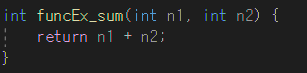 int funcEx_sum(int n1, int n2) {
    return n1 + n2;
}